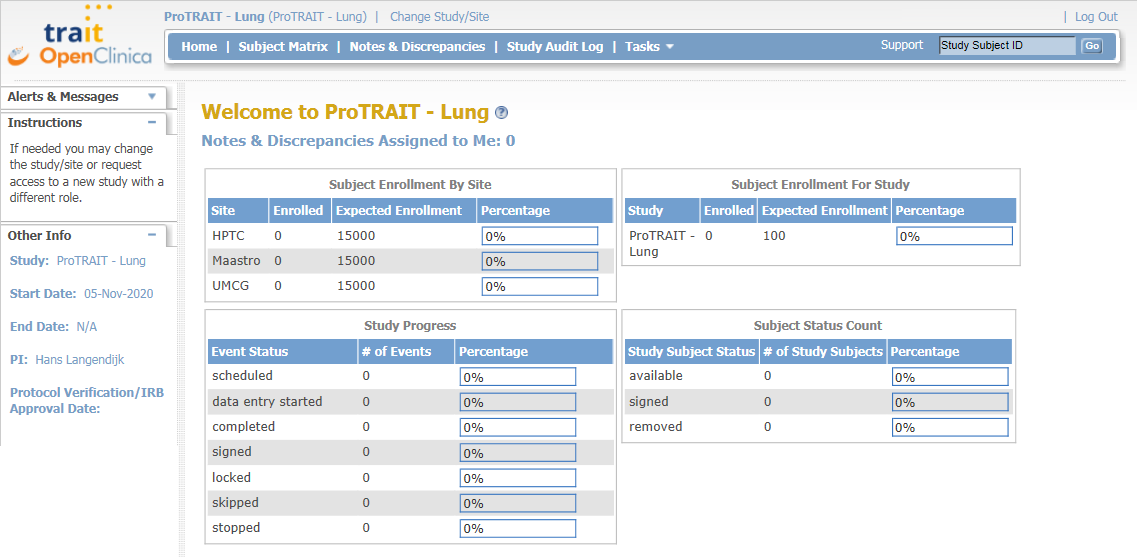 trait
OpenClinica
ProTRAIT - Lung (ProTRAIT - Lung) | Change Study/Site
| Log Out
Home | Subject Matrix | Notes & Discrepancies | Study Audit Log | Tasks
Support Study Subject ID Go
Alerts & Messages
Instructions
If needed you may change
the study/site or request
access to a new study with a
different role.
Other Info
Study: ProTRAIT - Lung
Start Date: 05-Nov-2020
End Date: N/A
PI: Hans Langendijk
Protocol Verification/IRB
Approval Date:
Welcome to ProTRAIT - Lung ?
Notes & Discrepancies Assigned to Me: 0
Subject Enrollment By Site
Site Enrolled Expected Enrollment Percentage
HPTC 0 15000 0%
Maastro 0 15000 0%
UMCG 0 15000 0%
Subject Enrollment For Study
Study Enrolled Expected Enrollment Percentage
ProTRAIT - 0 100 0%
Lung
Study Progress
Event Status # of Events Percentage
scheduled 0 0%
data entry started 0 0%
completed 0 0%
signed 0 0%
locked 0 0%
skipped 0 0%
stopped 0 0%
Subject Status Count
Study Subject Status # of Study Subjects Percentage
available 0 0%
signed 0 0%
removed 0 0%